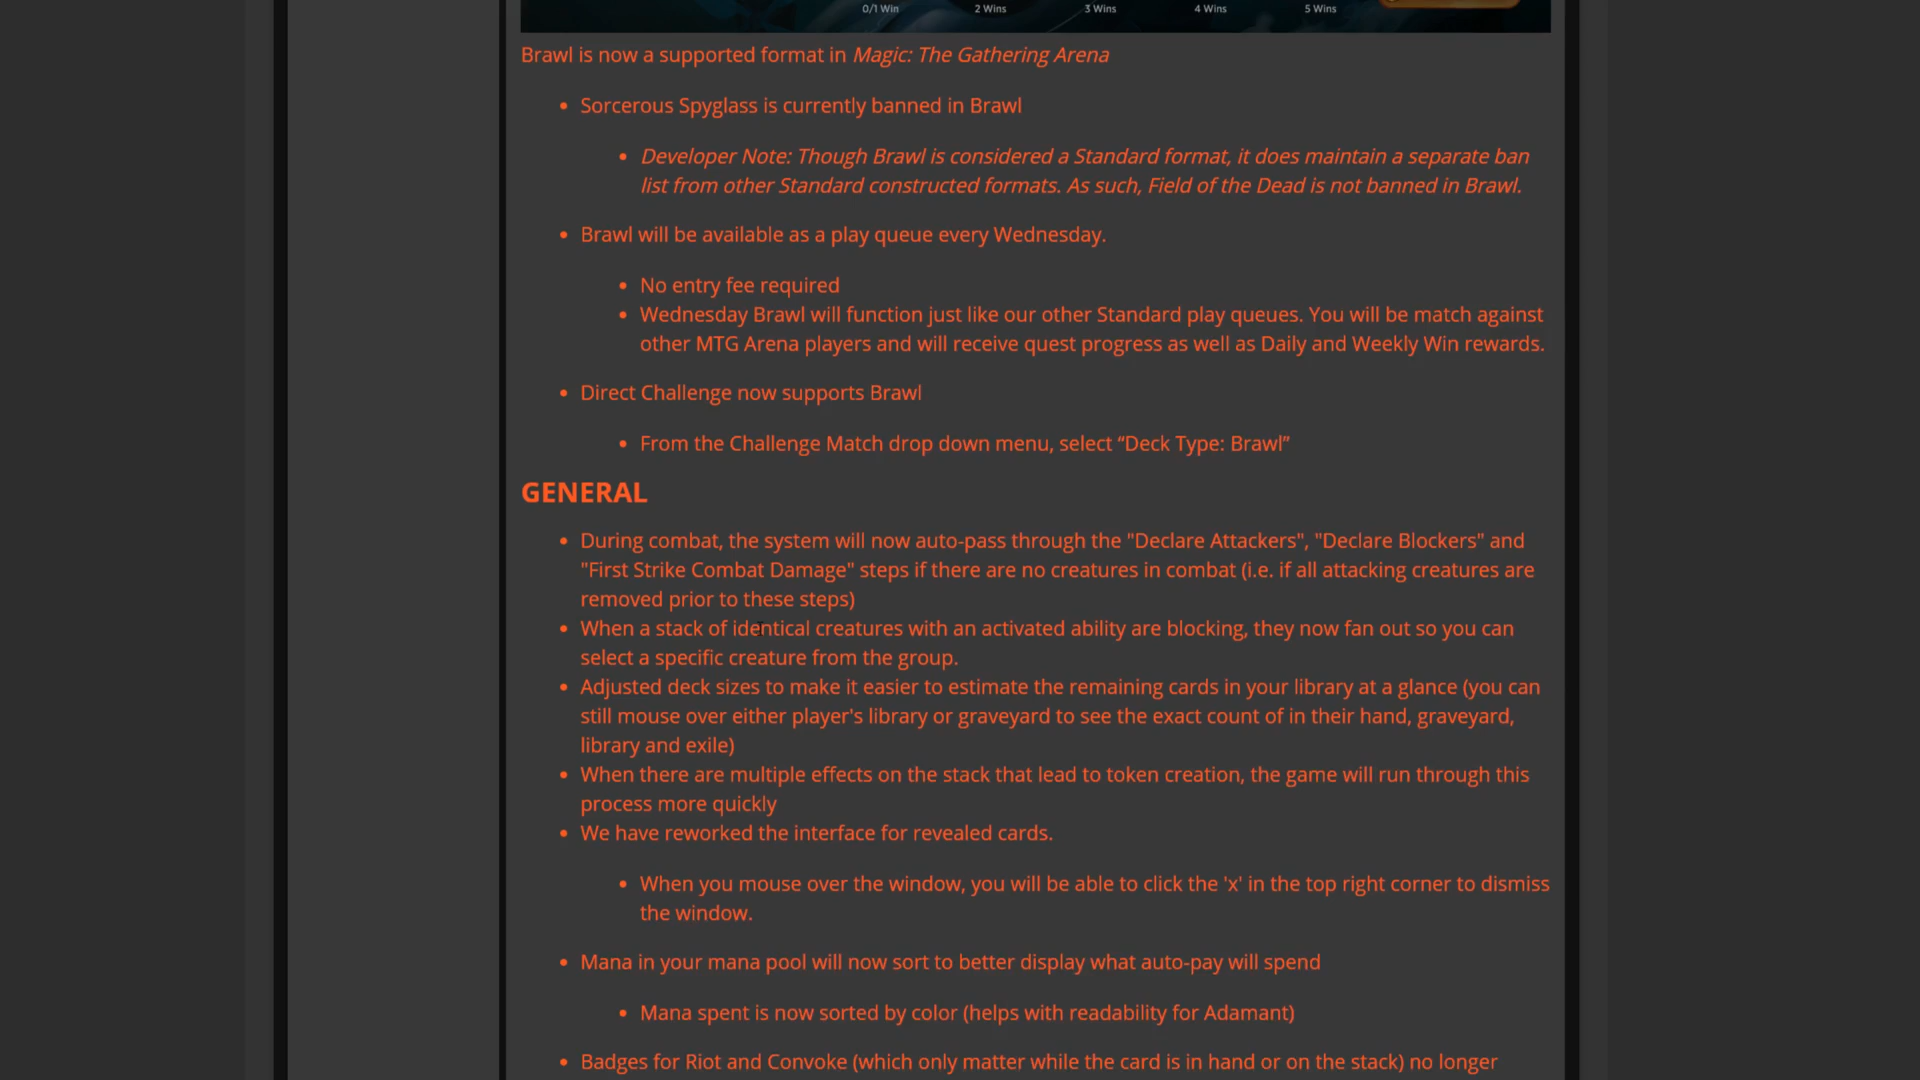 0/1 Win 2 Wins 3 Wins 4 Wins 5 Wins
Brawl is now a supported format in Magic: The Gathering Arena
• Sorcerous Spyglass is currently banned in Brawl
• Developer Note: Though Brawl is considered a Standard format, it does maintain a separate ban
list from other Standard constructed formats. As such, Field of the Dead is not banned in Brawl.
• Brawl will be available as a play queue every Wednesday.
• No entry fee required
• Wednesday Brawl will function just like our other Standard play queues. You will be match against
other MTG Arena players and will receive quest progress as well as Daily and Weekly Win rewards.
• Direct Challenge now supports Brawl
• From the Challenge Match drop down menu, select “Deck Type: Brawl”
GENERAL
• During combat, the system will now auto-pass through the "Declare Attackers", "Declare Blockers" and
"First Strike Combat Damage" steps if there are no creatures in combat (i.e. if all attacking creatures are
removed prior to these steps)
• When a stack of identical creatures with an activated ability are blocking, they now fan out so you can
select a specific creature from the group.
• Adjusted deck sizes to make it easier to estimate the remaining cards in your library at a glance (you can
still mouse over either player's library or graveyard to see the exact count of in their hand, graveyard,
library and exile)
• When there are multiple effects on the stack that lead to token creation, the game will run through this
process more quickly
• We have reworked the interface for revealed cards.
• When you mouse over the window, you will be able to click the 'x' in the top right corner to dismiss
the window.
• Mana in your mana pool will now sort to better display what auto-pay will spend
• Mana spent is now sorted by color (helps with readability for Adamant)
• Badges for Riot and Convoke (which only matter while the card is in hand or on the stack) no longer